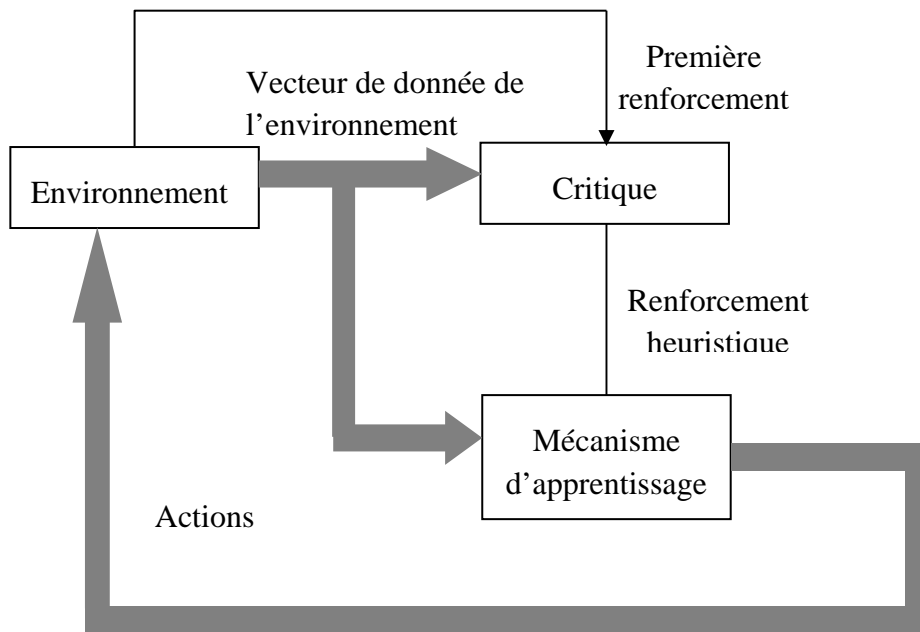 Première
renforcement
Vecteur de donnée de
l’environnement
Environnement
Critique
Renforcement
heuristique
Mécanisme
d’apprentissage
Actions